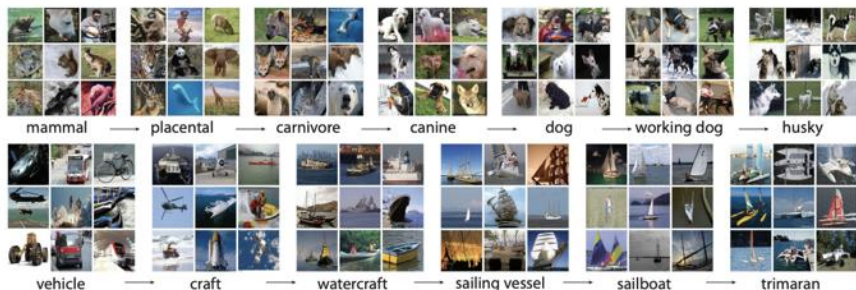 mammal → placental → carnivore → canine → dog → working dog → husky
vehicle → craft → watercraft → sailing vessel → sailboat → trimaran